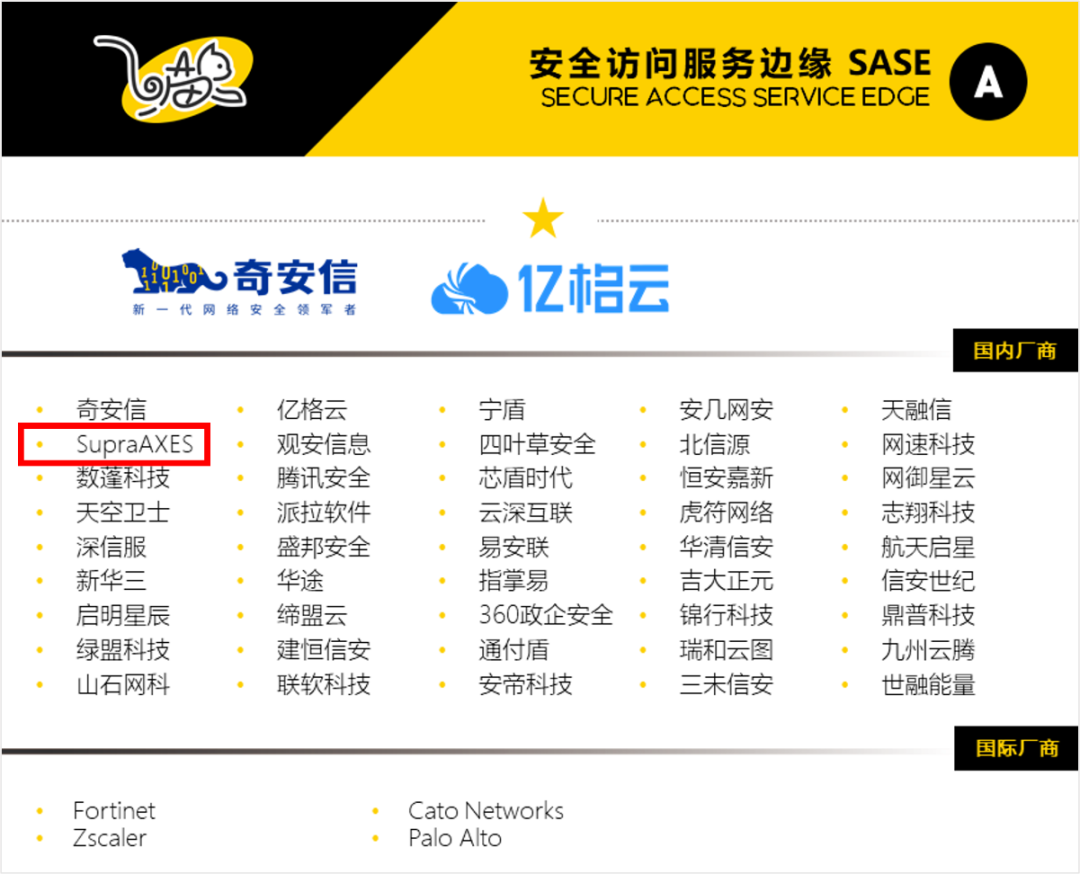 安全访问服务边缘 SASE
SECURE ACCESS SERVICE EDGE
A
奇安信
新一代网络安全领军者
亿格云
国内厂商
奇安信 亿格云 宁盾 安几网安 天融信
SupraAXES 观安信息 四叶草安全 北信源 网速科技
数蓬科技 腾讯安全 芯盾时代 恒安嘉新 网御星云
天空卫士 派拉软件 云深互联 虎符网络 志翔科技
深信服 盛邦安全 易安联 华清信安 航天启星
新华三 华途 指掌易 吉大正元 信安世纪
启明星辰 缔盟云 360政企安全 锦行科技 鼎普科技
绿盟科技 建恒信安 通付盾 瑞和云图 九州云腾
山石网科 联软科技 安帝科技 三未信安 世融能量
国际厂商
Fortinet Cato Networks
Zscaler Palo Alto